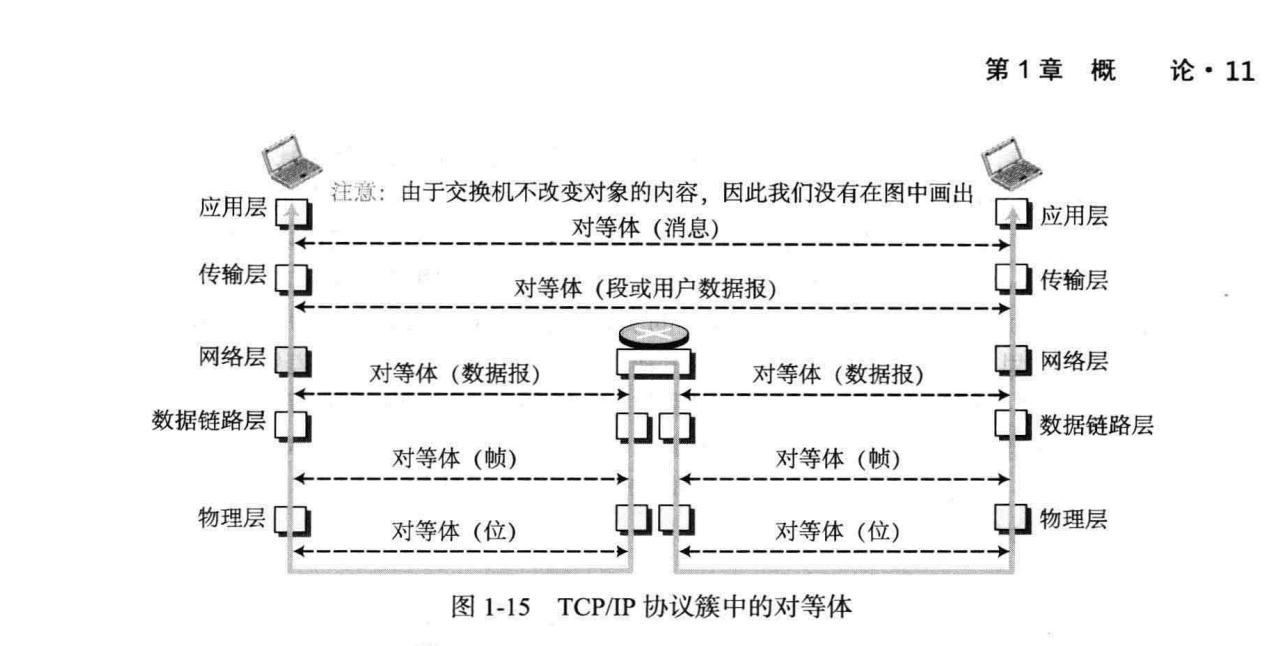 第1章 概 论·11
注意：由于交换机不改变对象的内容，因此我们没有在图中画出
应用层 对等体（消息） 应用层
传输层 对等体（段或用户数据报） 传输层
网络层 对等体（数据报） 对等体（数据报） 网络层
数据链路层 对等体（帧） 对等体（帧） 数据链路层
物理层 对等体（位） 对等体（位） 物理层
图 1-15 TCP/IP 协议簇中的对等体